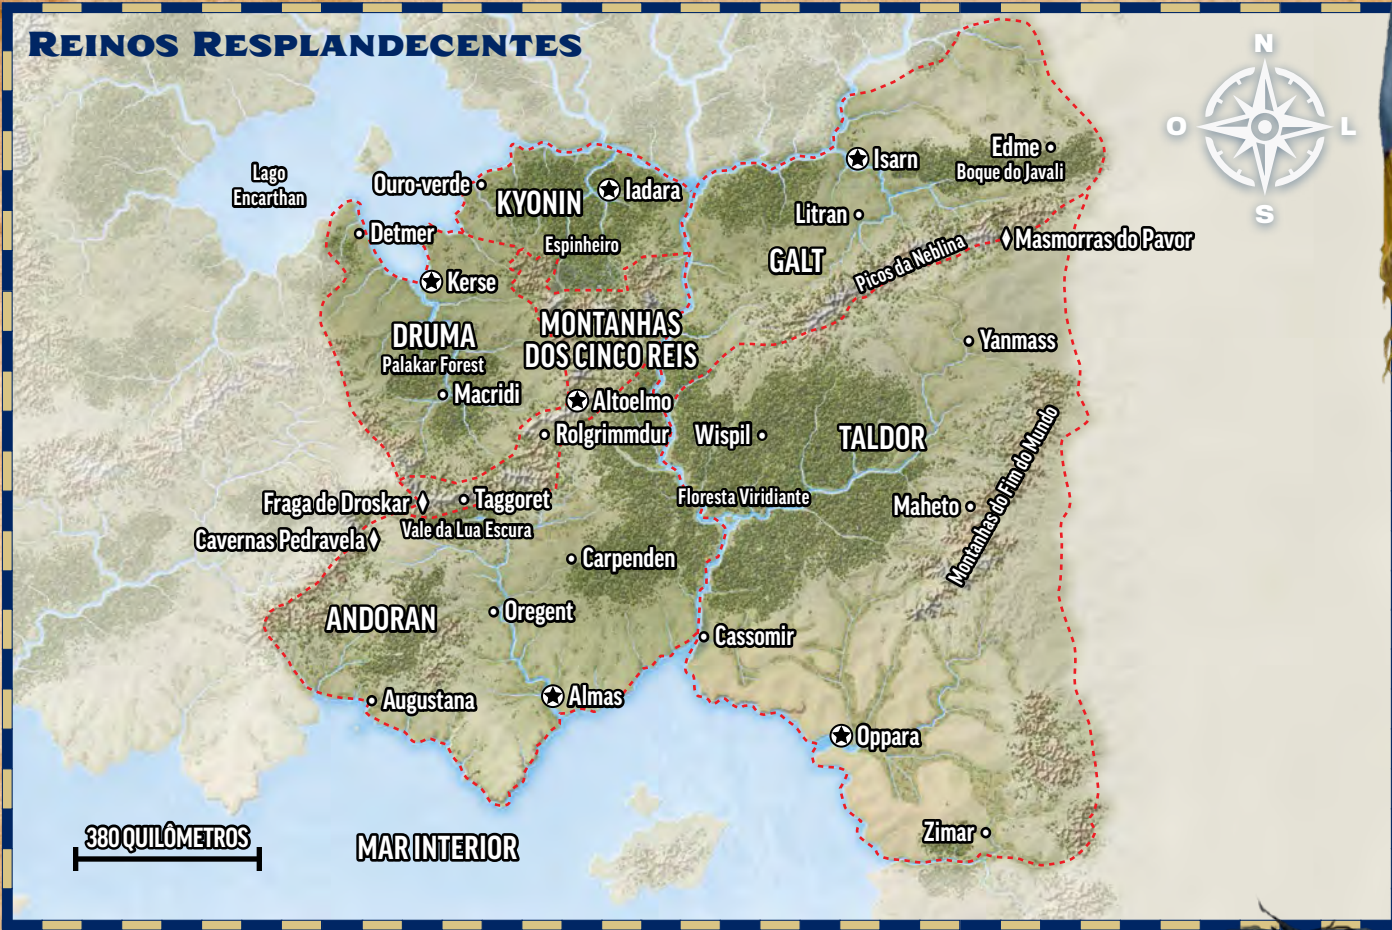 REINOS RESPLANDECENTES
N
O
L
S
Lago
Encarthan
Ouro-verde
KYONIN
Iadara
Isarn
Edme
Boque do Javali
Litran
Detmer
Espinheiro
GALT
Picos da Neblina
Masmorras do Pavor
Kerse
DRUMA
Palakar Forest
MONTANHAS
DOS CINCO REIS
Yanmass
Macridi
Altoelmo
Rolgrimmdur
Wispil
TALDOR
Montanhas do Fim do Mundo
Fraga de Droskar
Taggoret
Floresta Viridiante
Maheto
Cavernas Pedravela
Vale da Lua Escura
Carpenden
ANDORAN
Oregent
Cassomir
Augustana
Almas
Oppara
380 QUILÔMETROS
MAR INTERIOR
Zimar